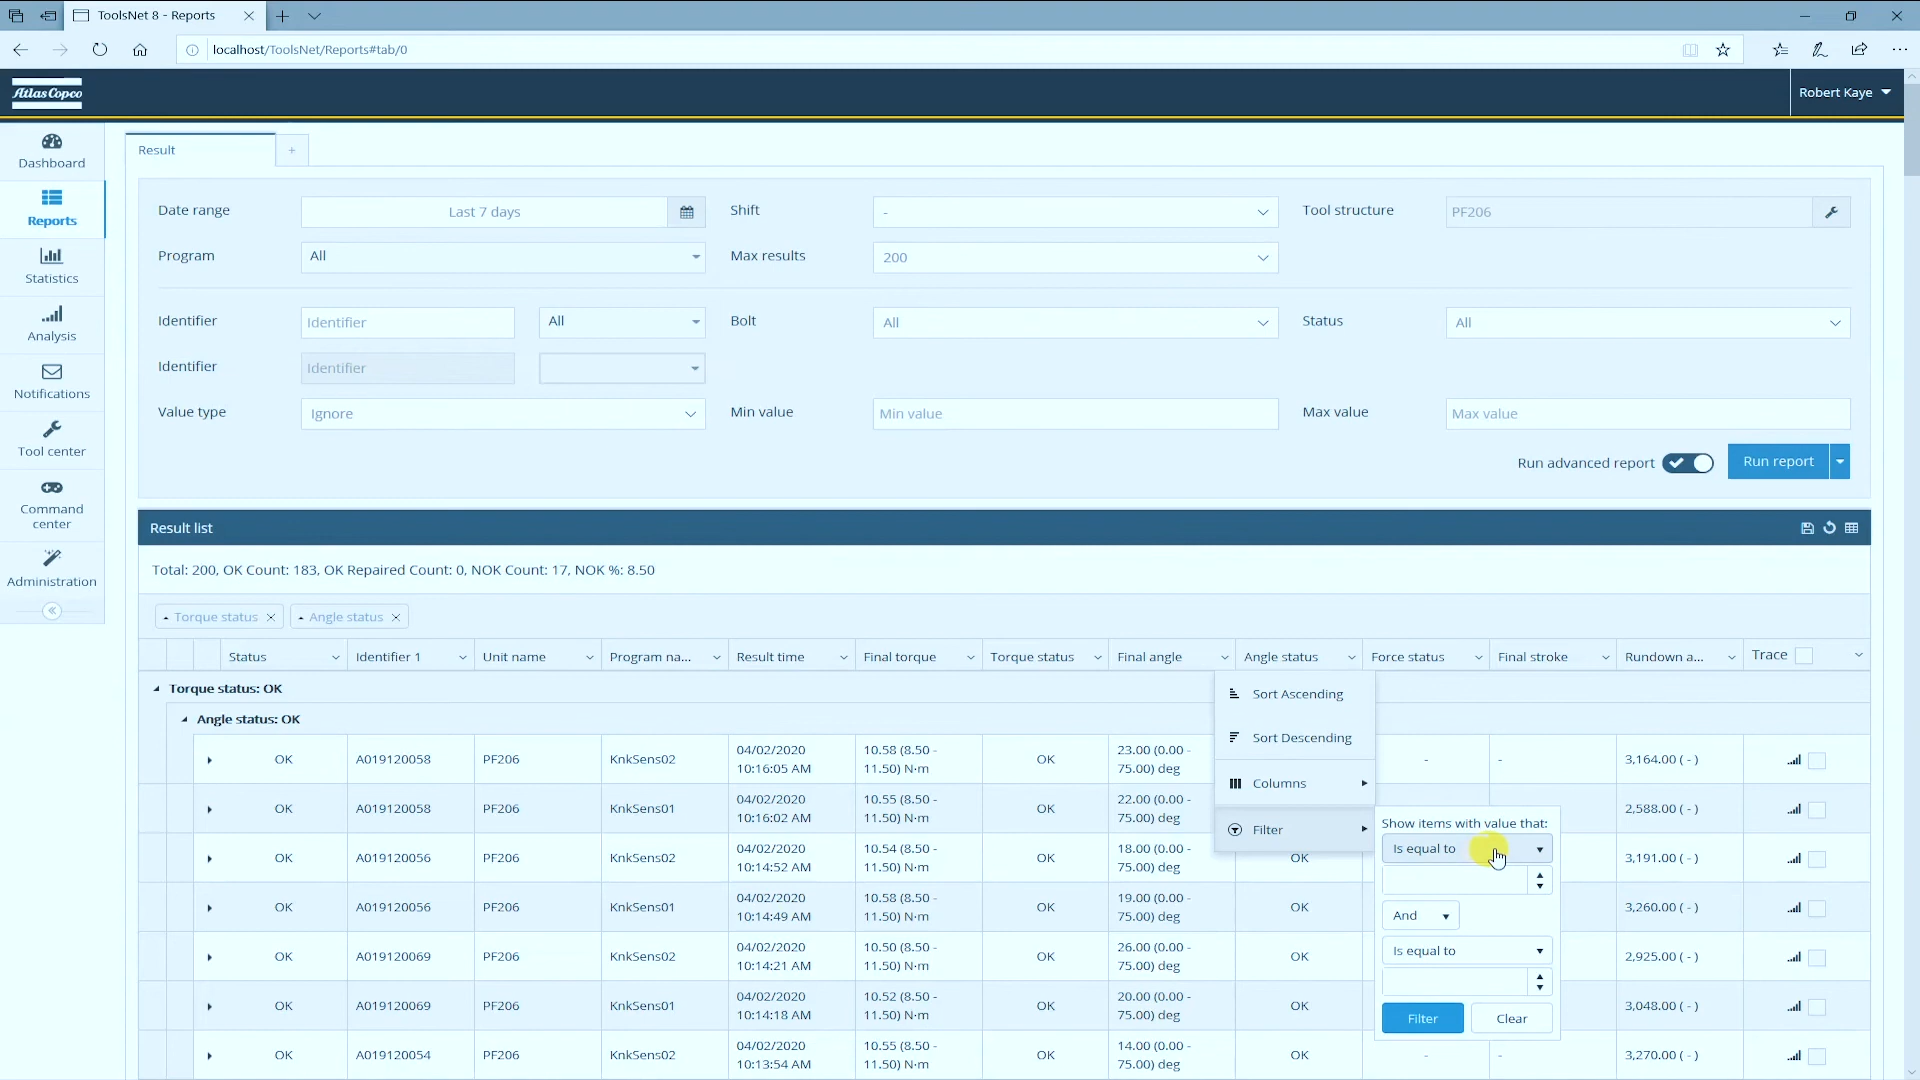 ToolsNet 8 - Reports
localhost/ToolsNet/Reports#tab/0
Atlas Copco
Robert Kaye
Dashboard
Reports
Statistics
Analysis
Notifications
Tool center
Command
center
Administration
Result
+
Date range Last 7 days Shift - Tool structure PF206
Program All Max results 200
Identifier Identifier All Bolt All Status All
Identifier Identifier
Value type Ignore Min value Min value Max value Max value
Run advanced report Run report
Result list
Total: 200, OK Count: 183, OK Repaired Count: 0, NOK Count: 17, NOK %: 8.50
Torque status Angle status
Status Identifier 1 Unit name Program na... Result time Final torque Torque status Final angle Angle status Force status Final stroke Rundown a... Trace
Torque status: OK
Angle status: OK
OK A019120058 PF206 KnkSens02 04/02/2020 10:16:05 AM 10.58 (8.50 - 11.50) N·m OK 23.00 (0.00 - 75.00) deg - - 3,164.00 ( - )
OK A019120058 PF206 KnkSens01 04/02/2020 10:16:02 AM 10.55 (8.50 - 11.50) N·m OK 22.00 (0.00 - 75.00) deg 2,588.00 ( - )
OK A019120056 PF206 KnkSens02 04/02/2020 10:14:52 AM 10.54 (8.50 - 11.50) N·m OK 18.00 (0.00 - 75.00) deg OK 3,191.00 ( - )
OK A019120056 PF206 KnkSens01 04/02/2020 10:14:49 AM 10.58 (8.50 - 11.50) N·m OK 19.00 (0.00 - 75.00) deg OK 3,260.00 ( - )
OK A019120069 PF206 KnkSens02 04/02/2020 10:14:21 AM 10.50 (8.50 - 11.50) N·m OK 26.00 (0.00 - 75.00) deg OK 2,925.00 ( - )
OK A019120069 PF206 KnkSens01 04/02/2020 10:14:18 AM 10.52 (8.50 - 11.50) N·m OK 20.00 (0.00 - 75.00) deg OK 3,048.00 ( - )
OK A019120054 PF206 KnkSens02 04/02/2020 10:13:54 AM 10.55 (8.50 - 11.50) N·m OK 14.00 (0.00 - 75.00) deg OK - - 3,270.00 ( - )
Sort Ascending
Sort Descending
Columns
Filter
Show items with value that:
Is equal to
And
Is equal to
Filter Clear